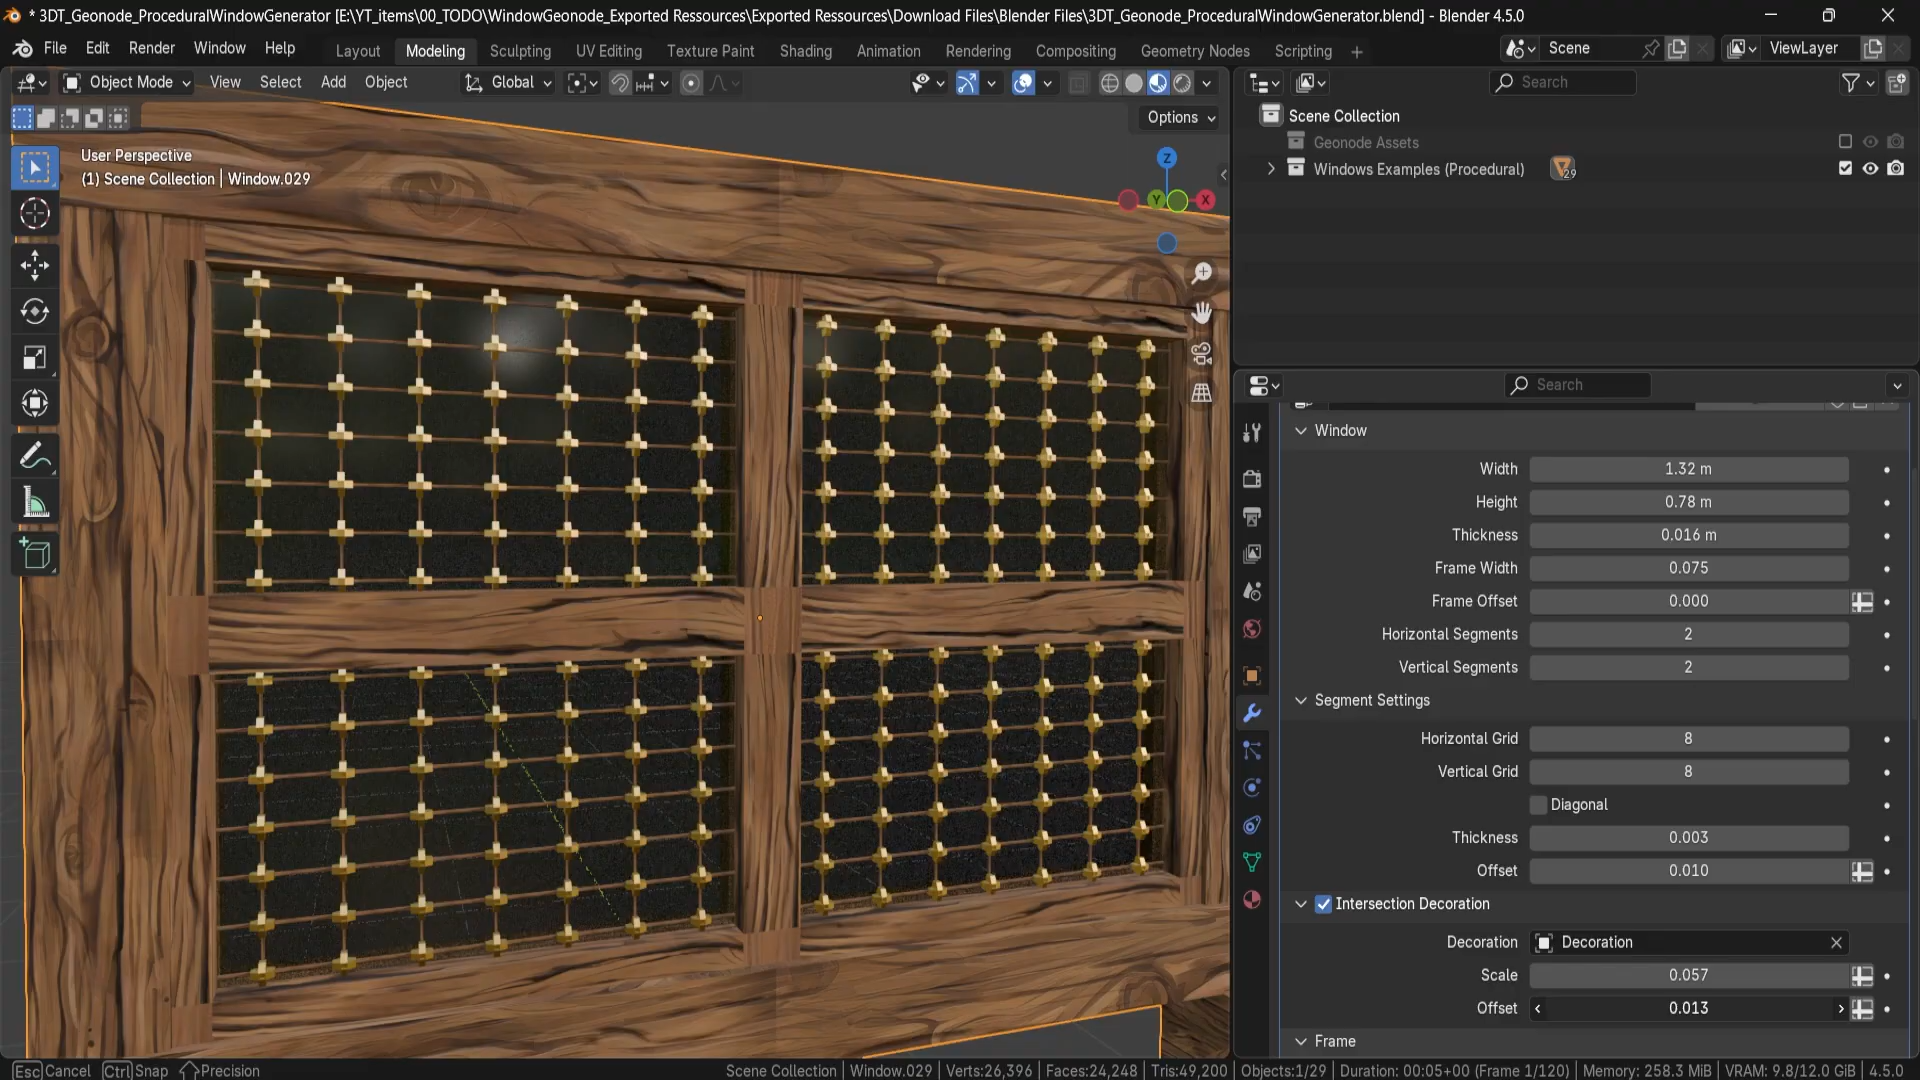 * 3DT_Geonode_ProceduralWindowGenerator [E:\YT_items\00_TODO\WindowGeonode_Exported Ressources\Exported Ressources\Download Files\Blender Files\3DT_Geonode_ProceduralWindowGenerator.blend] - Blender 4.5.0
File Edit Render Window Help Layout Modeling Sculpting UV Editing Texture Paint Shading Animation Rendering Compositing Geometry Nodes Scripting Scene ViewLayer
Object Mode View Select Add Object Global Search
Options
Scene Collection
Geonode Assets
Windows Examples (Procedural) 29
User Perspective
(1) Scene Collection | Window.029
Z
Y X
Search
Window
Width 1.32 m
Height 0.78 m
Thickness 0.016 m
Frame Width 0.075
Frame Offset 0.000
Horizontal Segments 2
Vertical Segments 2
Segment Settings
Horizontal Grid 8
Vertical Grid 8
Diagonal
Thickness 0.003
Offset 0.010
Intersection Decoration
Decoration Decoration
Scale 0.057
Offset 0.013
Frame
Esc Cancel Ctrl Snap Precision Scene Collection | Window.029 | Verts:26,396 | Faces:24,248 | Tris:49,200 | Objects:1/29 | Duration: 00:05+00 (Frame 1/120) | Memory: 258.3 MiB | VRAM: 9.8/12.0 GiB | 4.5.0